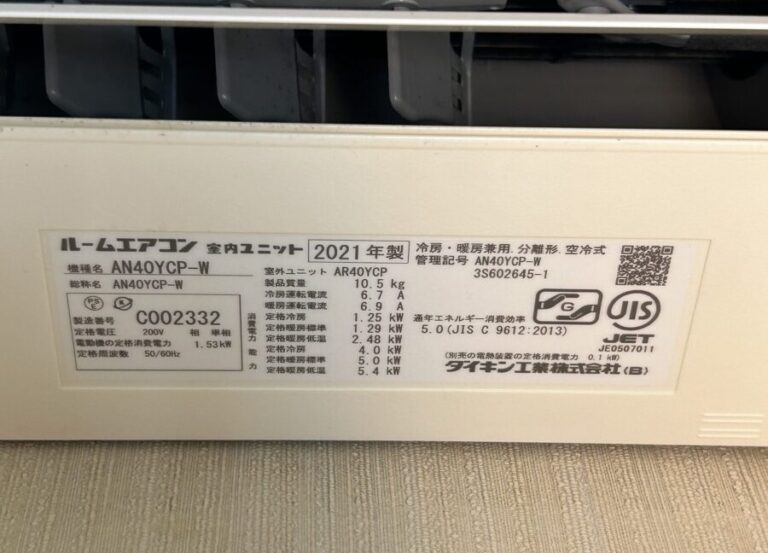 ルームエアコン 室内ユニット 2021年製 冷房・暖房兼用.分離形.空冷式
機種名 AN40YCP-W 室外ユニット AR40YCP 管理記号 AN40YCP-W
総称名 AN40YCP-W 製品質量 10.5 kg 3S602645-1
冷房運転電流 6.7 A
PS E 暖房運転電流 6.9 A
製造番号 C002332 消費電力 定格冷房 1.25 kW 通年エネルギー消費効率
定格暖房標準 1.29 kW 5.0(JIS C 9612:2013)
定格電圧 200V 相 単相 定格暖房低温 2.48 kW
電動機の定格消費電力 1.53kW 能力 定格冷房 4.0 kW
定格周波数 50/60Hz 定格暖房標準 5.0 kW
定格暖房低温 5.4 kW
G JIS
JET
JE0507011
(別売の電熱装置の定格消費電力 0.1 kW)
ダイキン工業株式会社(B)